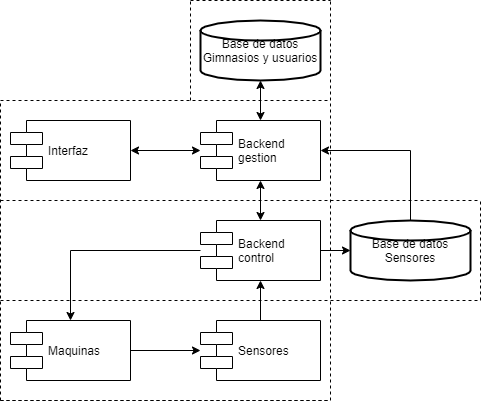 Base de datos
Gimnasios y usuarios
Interfaz
Backend
gestion
Backend
control
Base de datos
Sensores
Maquinas
Sensores